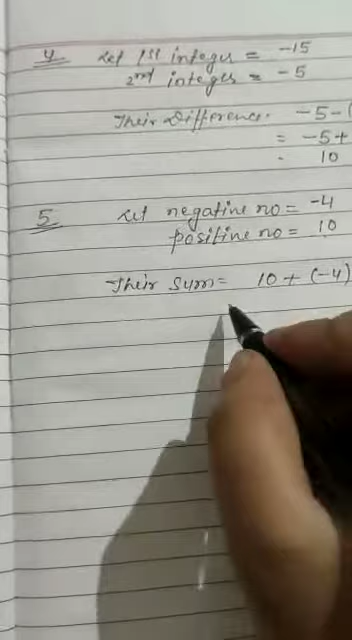 4 Let 1st integer = -15
2nd integer = -5
Their Difference. -5-(
= -5+
= 10
5 Let negative no = -4
positive no = 10
Their sum = 10 + (-4)